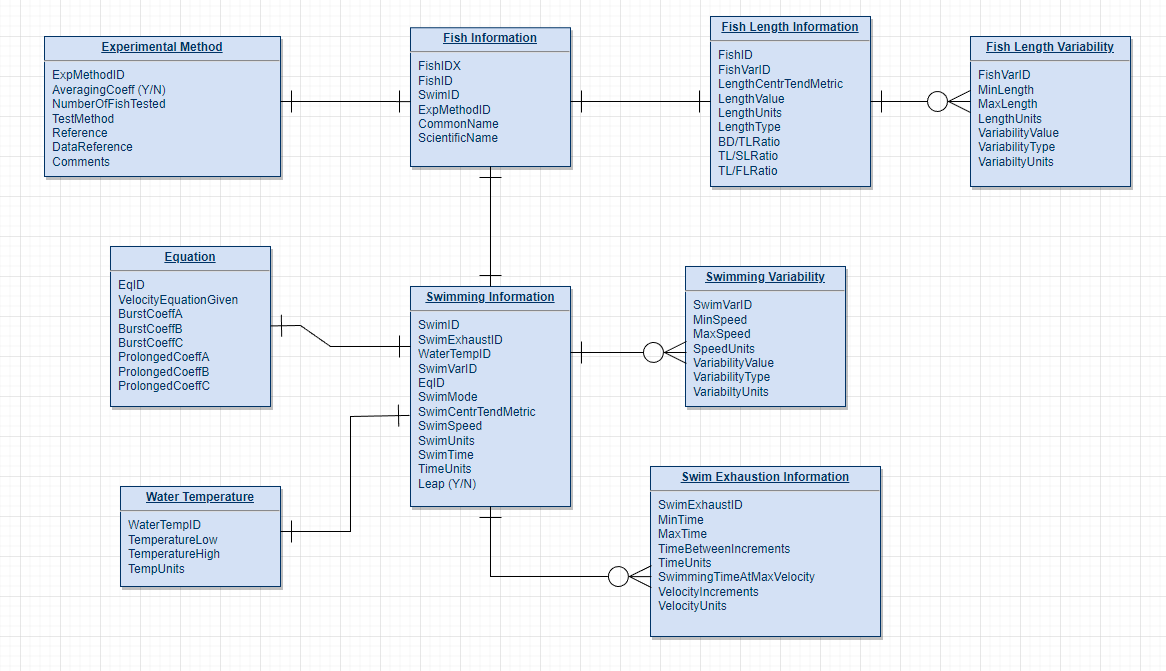 Experimental Method
ExpMethodID
AveragingCoeff (Y/N)
NumberOfFishTested
TestMethod
Reference
DataReference
Comments
Fish Information
FishIDX
FishID
SwimID
ExpMethodID
CommonName
ScientificName
Fish Length Information
FishID
FishVarID
LengthCentrTendMetric
LengthValue
LengthUnits
LengthType
BD/TLRatio
TL/SLRatio
TL/FLRatio
Fish Length Variability
FishVarID
MinLength
MaxLength
LengthUnits
VariabilityValue
VariabilityType
VariabiltyUnits
Equation
EqID
VelocityEquationGiven
BurstCoeffA
BurstCoeffB
BurstCoeffC
ProlongedCoeffA
ProlongedCoeffB
ProlongedCoeffC
Swimming Information
SwimID
SwimExhaustID
WaterTempID
SwimVarID
EqID
SwimMode
SwimCentrTendMetric
SwimSpeed
SwimUnits
SwimTime
TimeUnits
Leap (Y/N)
Swimming Variability
SwimVarID
MinSpeed
MaxSpeed
SpeedUnits
VariabilityValue
VariabilityType
VariabiltyUnits
Water Temperature
WaterTempID
TemperatureLow
TemperatureHigh
TempUnits
Swim Exhaustion Information
SwimExhaustID
MinTime
MaxTime
TimeBetweenIncrements
TimeUnits
SwimmingTimeAtMaxVelocity
VelocityIncrements
VelocityUnits